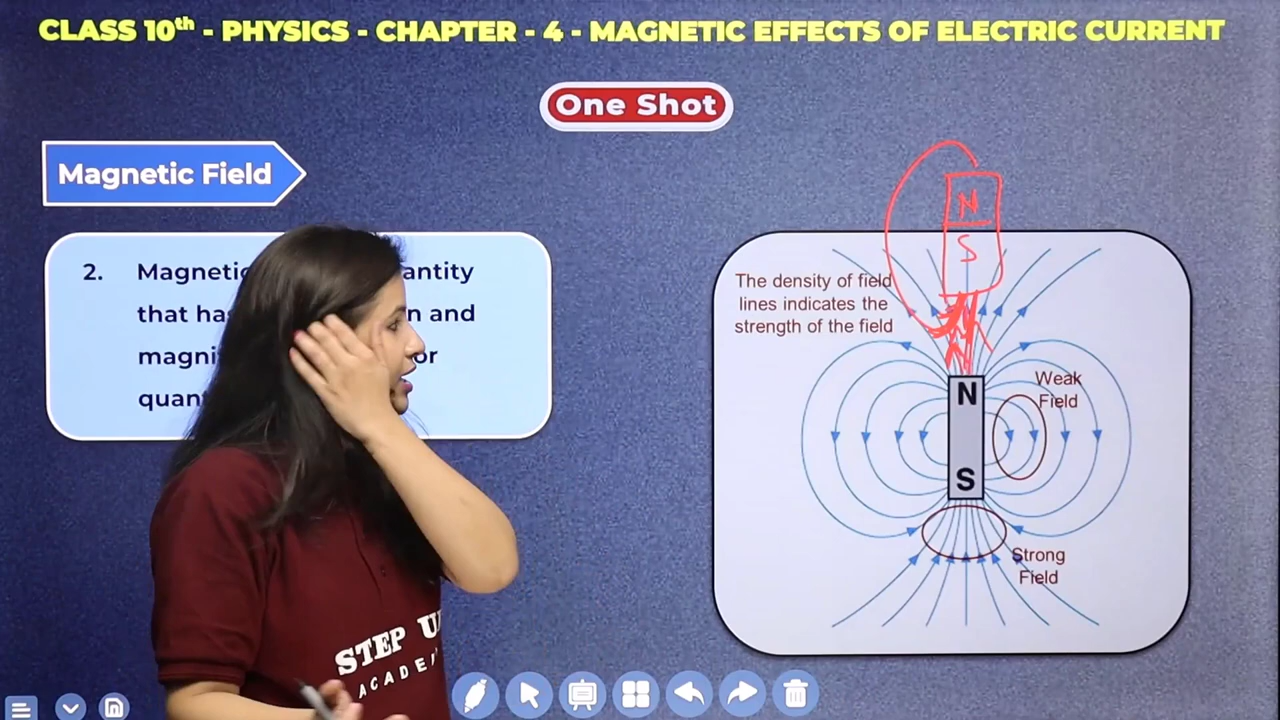 CLASS 10th - PHYSICS - CHAPTER - 4 - MAGNETIC EFFECTS OF ELECTRIC CURRENT
One Shot
Magnetic Field
2. Magnetic antity
that ha n and
magni or
quan
The density of field
lines indicates the
strength of the field
N
S
N
S
Weak
Field
Strong
Field
STEP U
ACADEM